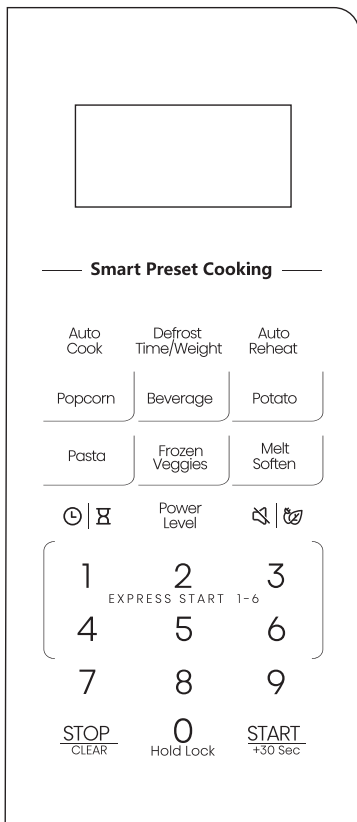 Smart Preset Cooking
Auto Cook
Defrost Time/Weight
Auto Reheat
Popcorn
Beverage
Potato
Pasta
Frozen Veggies
Melt Soften
Power Level
1 2 3
EXPRESS START 1-6
4 5 6
7 8 9
STOP
CLEAR
0
Hold Lock
START
+30 Sec